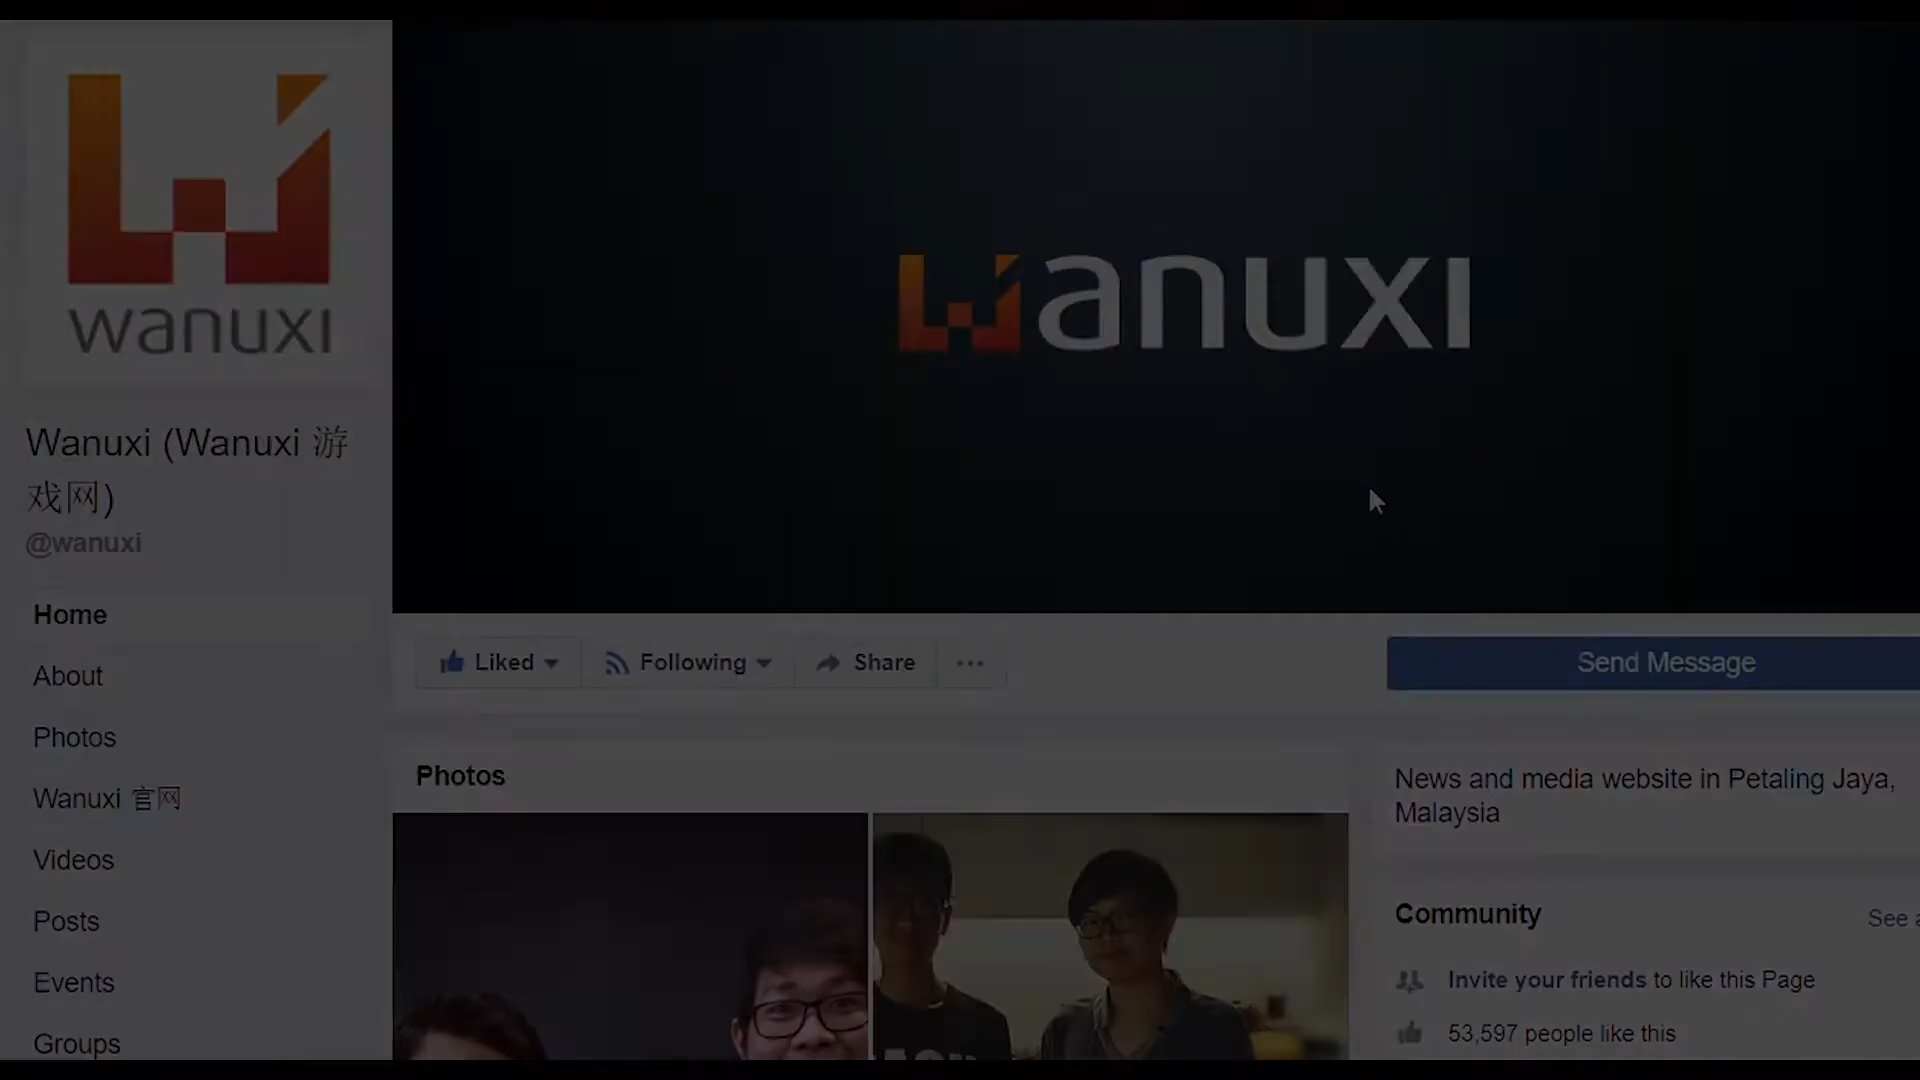 wanuxi
Wanuxi (Wanuxi 游
戏网)
@wanuxi
Home
About
Photos
Wanuxi 官网
Videos
Posts
Events
Groups
wanuxi
Liked
Following
Share
Send Message
Photos
News and media website in Petaling Jaya,
Malaysia
Community
See
Invite your friends to like this Page
53,597 people like this